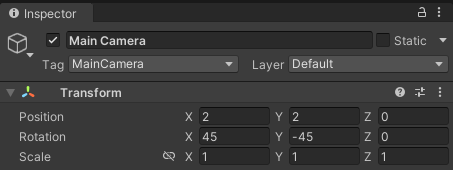 Inspector
Main Camera Static
Tag MainCamera Layer Default
Transform
Position X 2 Y 2 Z 0
Rotation X 45 Y -45 Z 0
Scale X 1 Y 1 Z 1